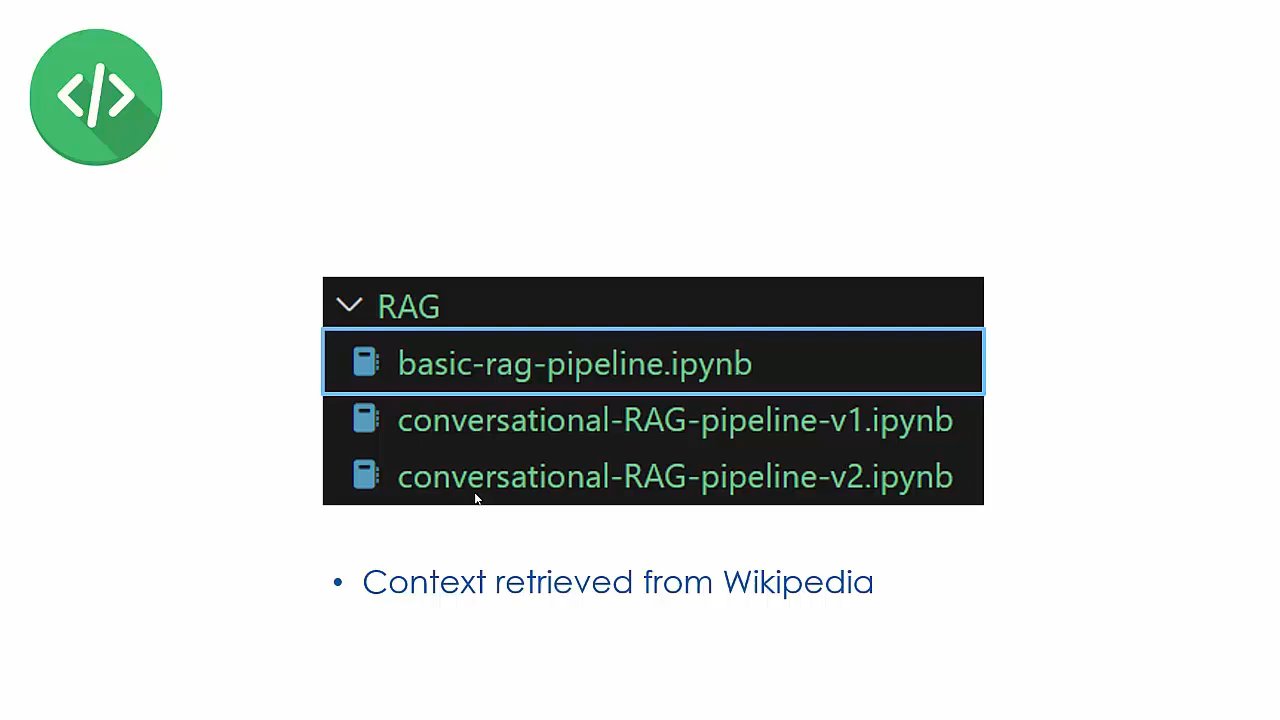 RAG
basic-rag-pipeline.ipynb
conversational-RAG-pipeline-v1.ipynb
conversational-RAG-pipeline-v2.ipynb
• Context retrieved from Wikipedia